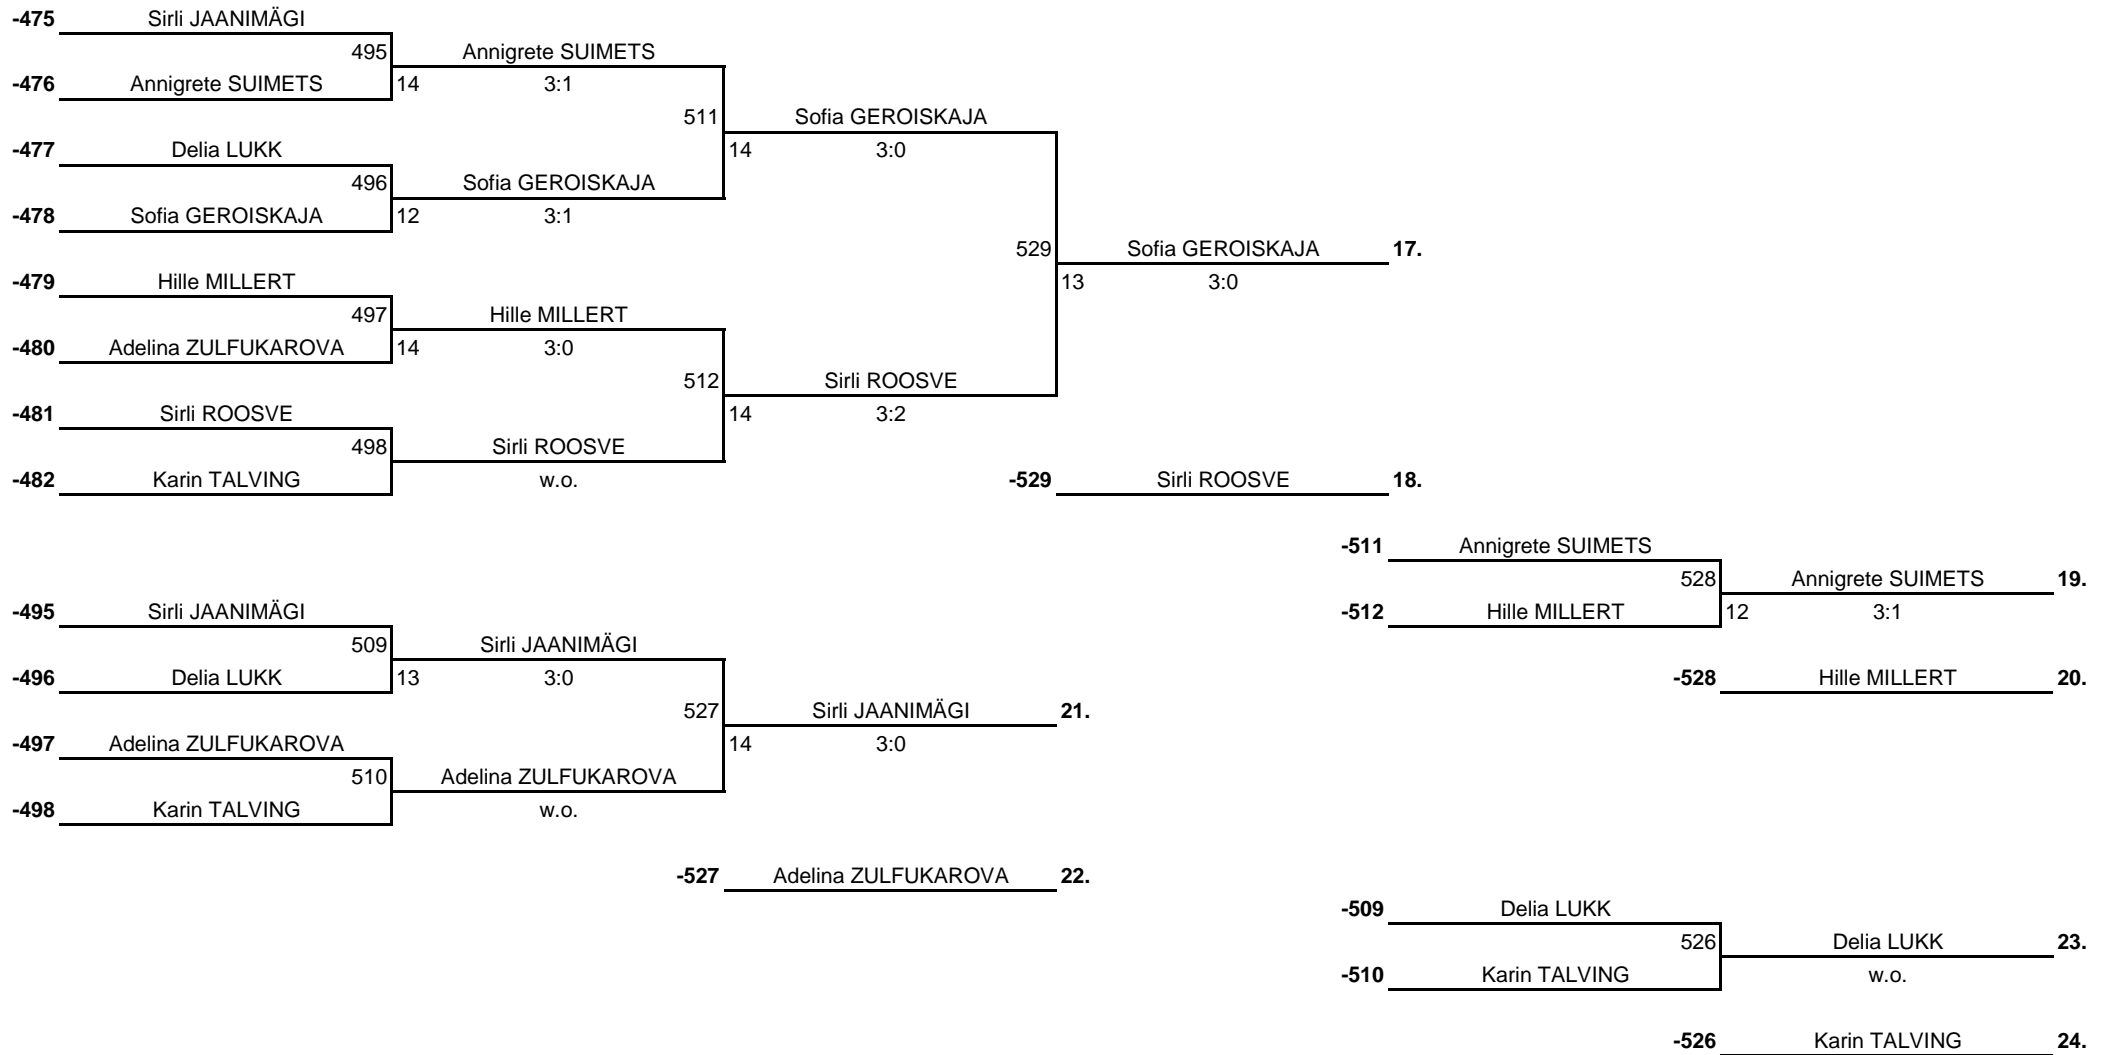 -475 Sirli JAANIMÄGI
495 Annigrete SUIMETS
-476 Annigrete SUIMETS 14 3:1
511 Sofia GEROISKAJA
-477 Delia LUKK 14 3:0
496 Sofia GEROISKAJA
-478 Sofia GEROISKAJA 12 3:1
529 Sofia GEROISKAJA 17.
-479 Hille MILLERT 13 3:0
497 Hille MILLERT
-480 Adelina ZULFUKAROVA 14 3:0
512 Sirli ROOSVE
-481 Sirli ROOSVE 14 3:2
498 Sirli ROOSVE
-482 Karin TALVING w.o. -529 Sirli ROOSVE 18.
-511 Annigrete SUIMETS
528 Annigrete SUIMETS 19.
-495 Sirli JAANIMÄGI -512 Hille MILLERT 12 3:1
509 Sirli JAANIMÄGI
-496 Delia LUKK 13 3:0 -528 Hille MILLERT 20.
527 Sirli JAANIMÄGI 21.
-497 Adelina ZULFUKAROVA 14 3:0
510 Adelina ZULFUKAROVA
-498 Karin TALVING w.o.
-527 Adelina ZULFUKAROVA 22.
-509 Delia LUKK
526 Delia LUKK 23.
-510 Karin TALVING w.o.
-526 Karin TALVING 24.